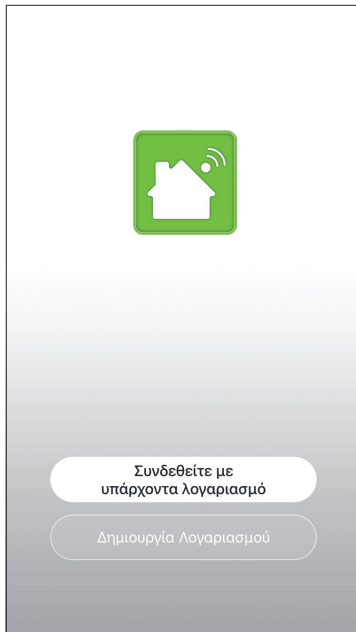 Συνδεθείτε με
υπάρχοντα λογαριασμό
Δημιουργία Λογαριασμού